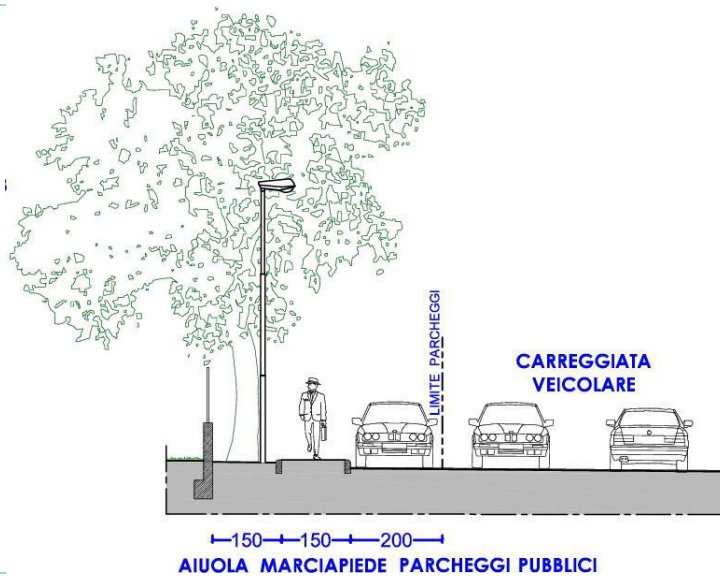 LIMITE PARCHEGGI
CARREGGIATA
VEICOLARE
150 150 200
AIUOLA MARCIAPIEDE PARCHEGGI PUBBLICI